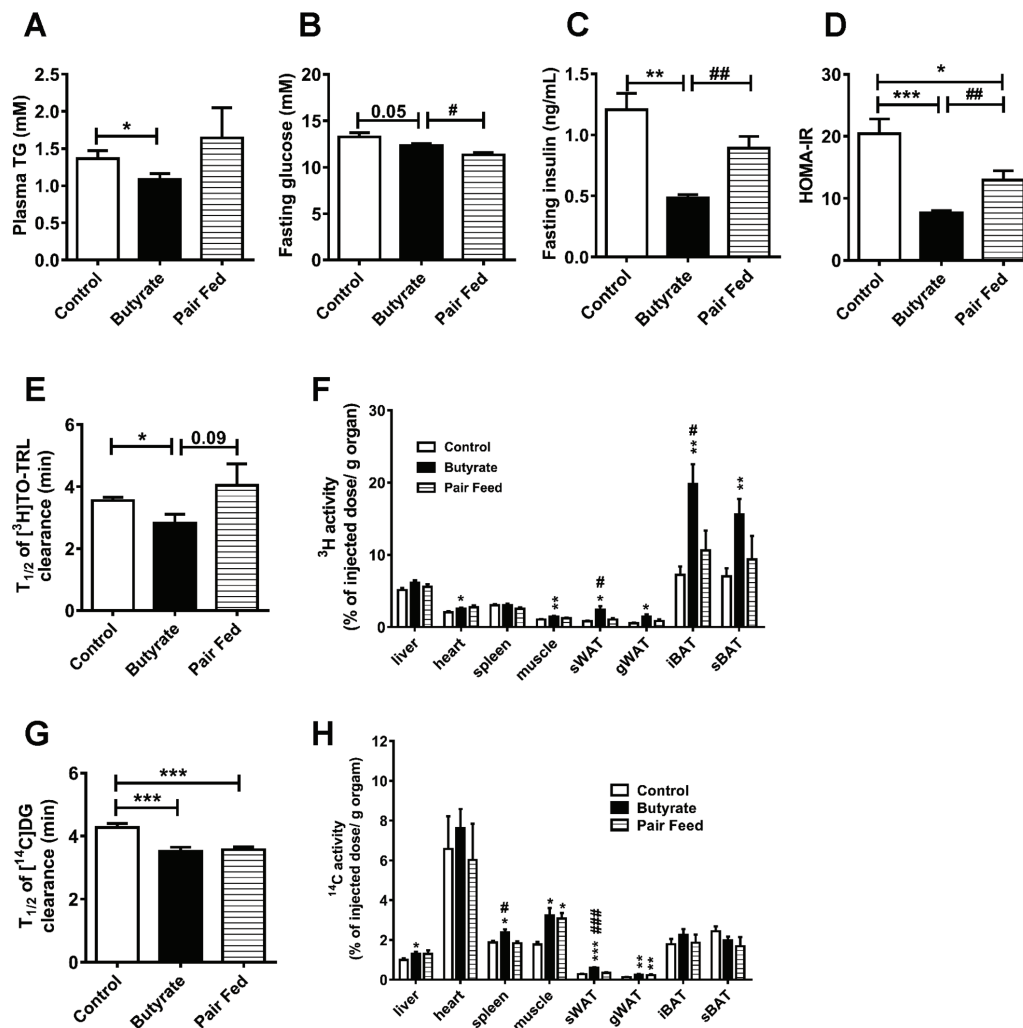 A
Plasma TG (mM)
2.5
2.0
1.5
1.0
0.5
0.0
*
Control
Butyrate
Pair Fed
B
Fasting glucose (mM)
20
15
10
5
0
0.05
#
Control
Butyrate
Pair Fed
C
Fasting insulin (ng/mL)
1.5
1.0
0.5
0.0
**
##
Control
Butyrate
Pair Fed
D
HOMA-IR
30
20
10
0
*
***
##
Control
Butyrate
Pair Fed
E
T1/2 of [3H]TO-TRL
clearance (min)
6
4
2
0
*
0.09
Control
Butyrate
Pair Fed
F
3H activity
(% of injected dose/ g organ)
30
20
10
0
Control
Butyrate
Pair Feed
*
**
#
*
*
#
**
**
liver
heart
spleen
muscle
sWAT
gWAT
iBAT
sBAT
G
T1/2 of [14C]DG
clearance (min)
6
4
2
0
***
***
Control
Butyrate
Pair Fed
H
14C activity
(% of injected dose/ g organm)
12
10
8
6
4
2
0
Control
Butyrate
Pair Feed
*
#
*
*
*
###
***
**
**
liver
heart
spleen
muscle
sWAT
gWAT
iBAT
sBAT